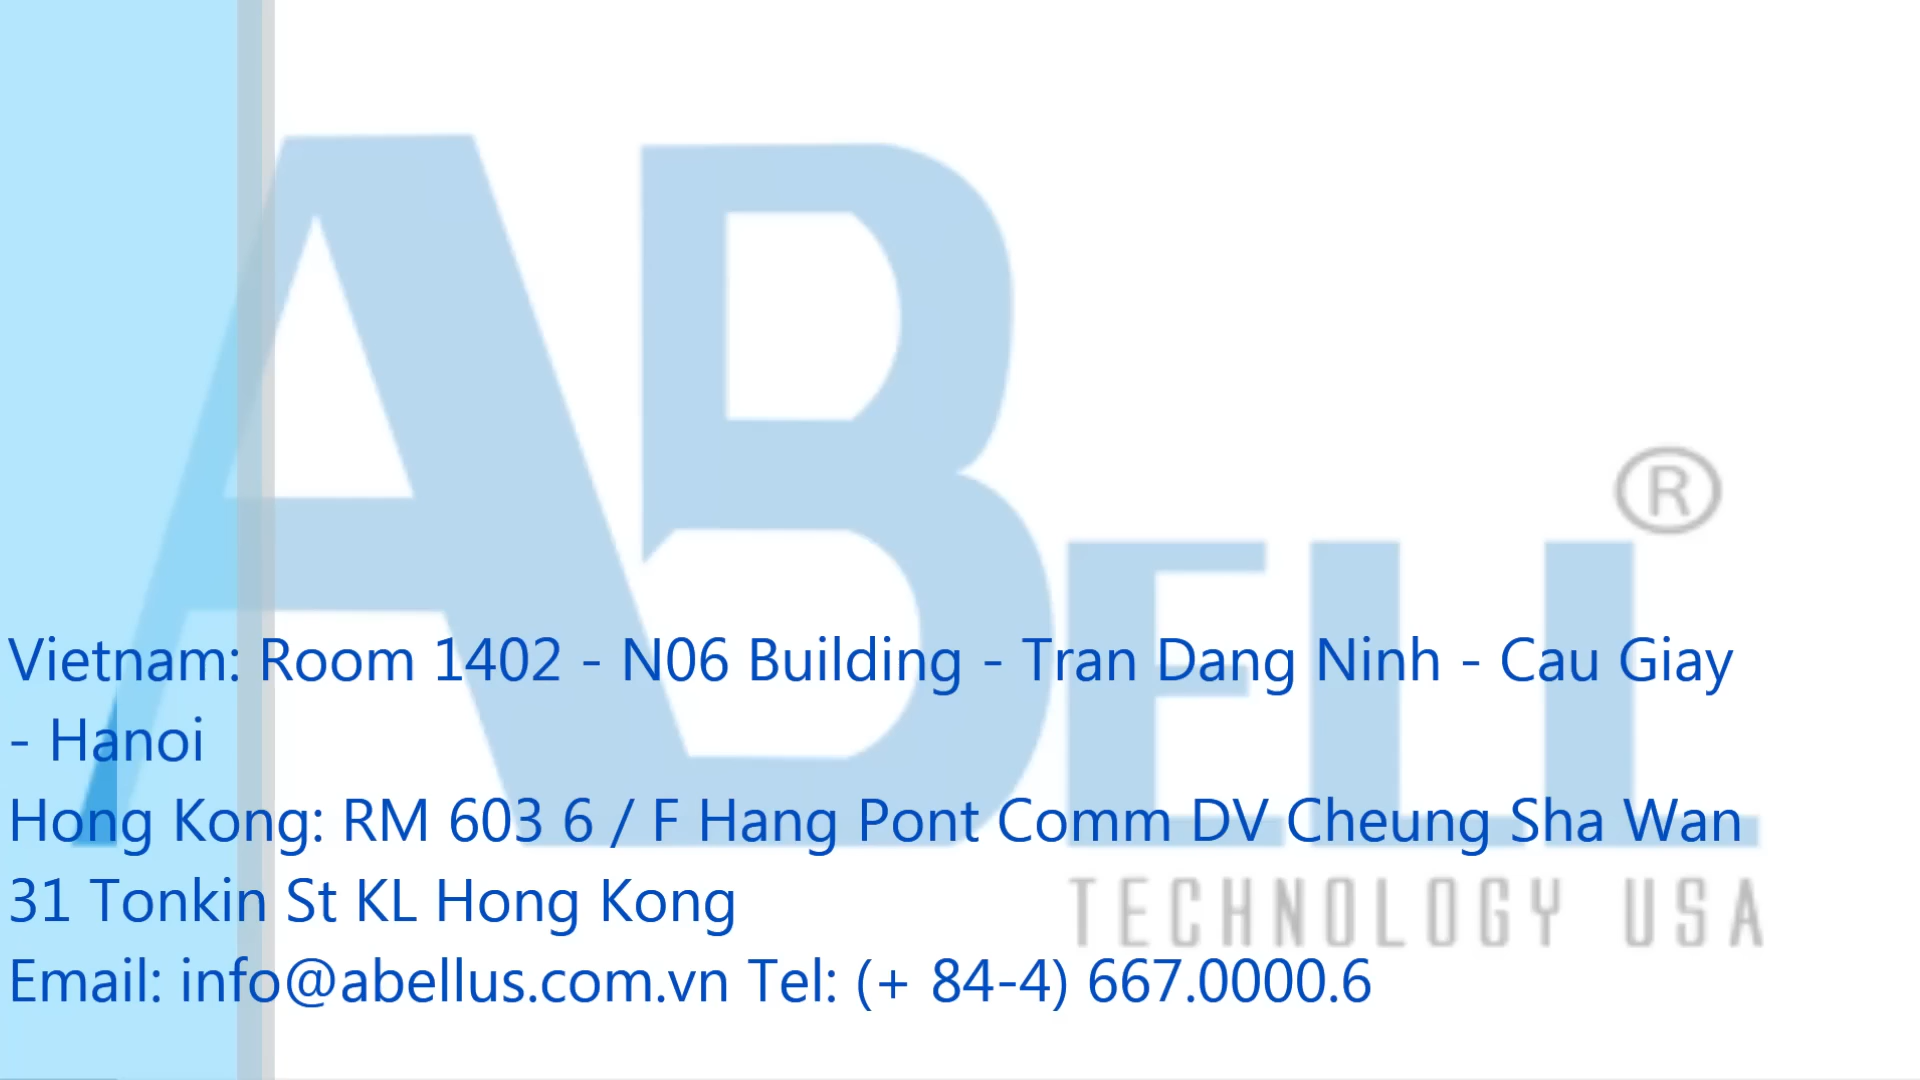 ABELL®
Vietnam: Room 1402 - N06 Building - Tran Dang Ninh - Cau Giay
- Hanoi
Hong Kong: RM 603 6 / F Hang Pont Comm DV Cheung Sha Wan
31 Tonkin St KL Hong Kong
TECHNOLOGY USA
Email: info@abellus.com.vn Tel: (+ 84-4) 667.0000.6